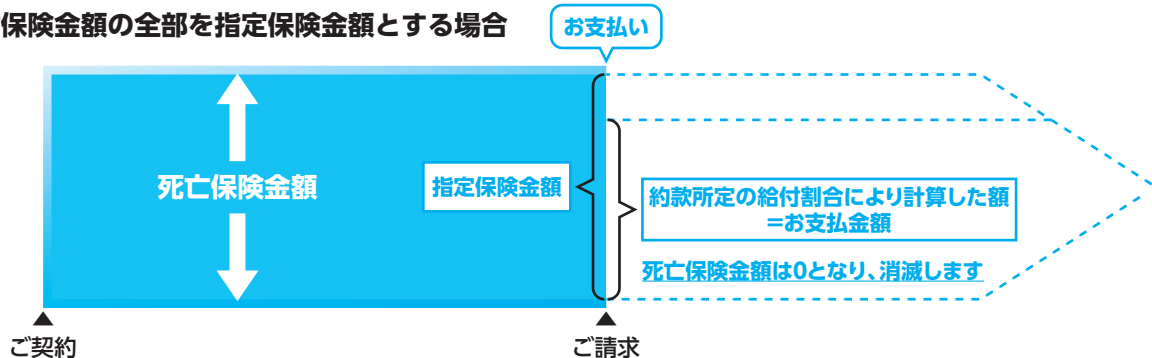 保険金額の全部を指定保険金額とする場合
お支払い
死亡保険金額
指定保険金額
約款所定の給付割合により計算した額
=お支払金額
死亡保険金額は0となり、消滅します
ご契約
ご請求